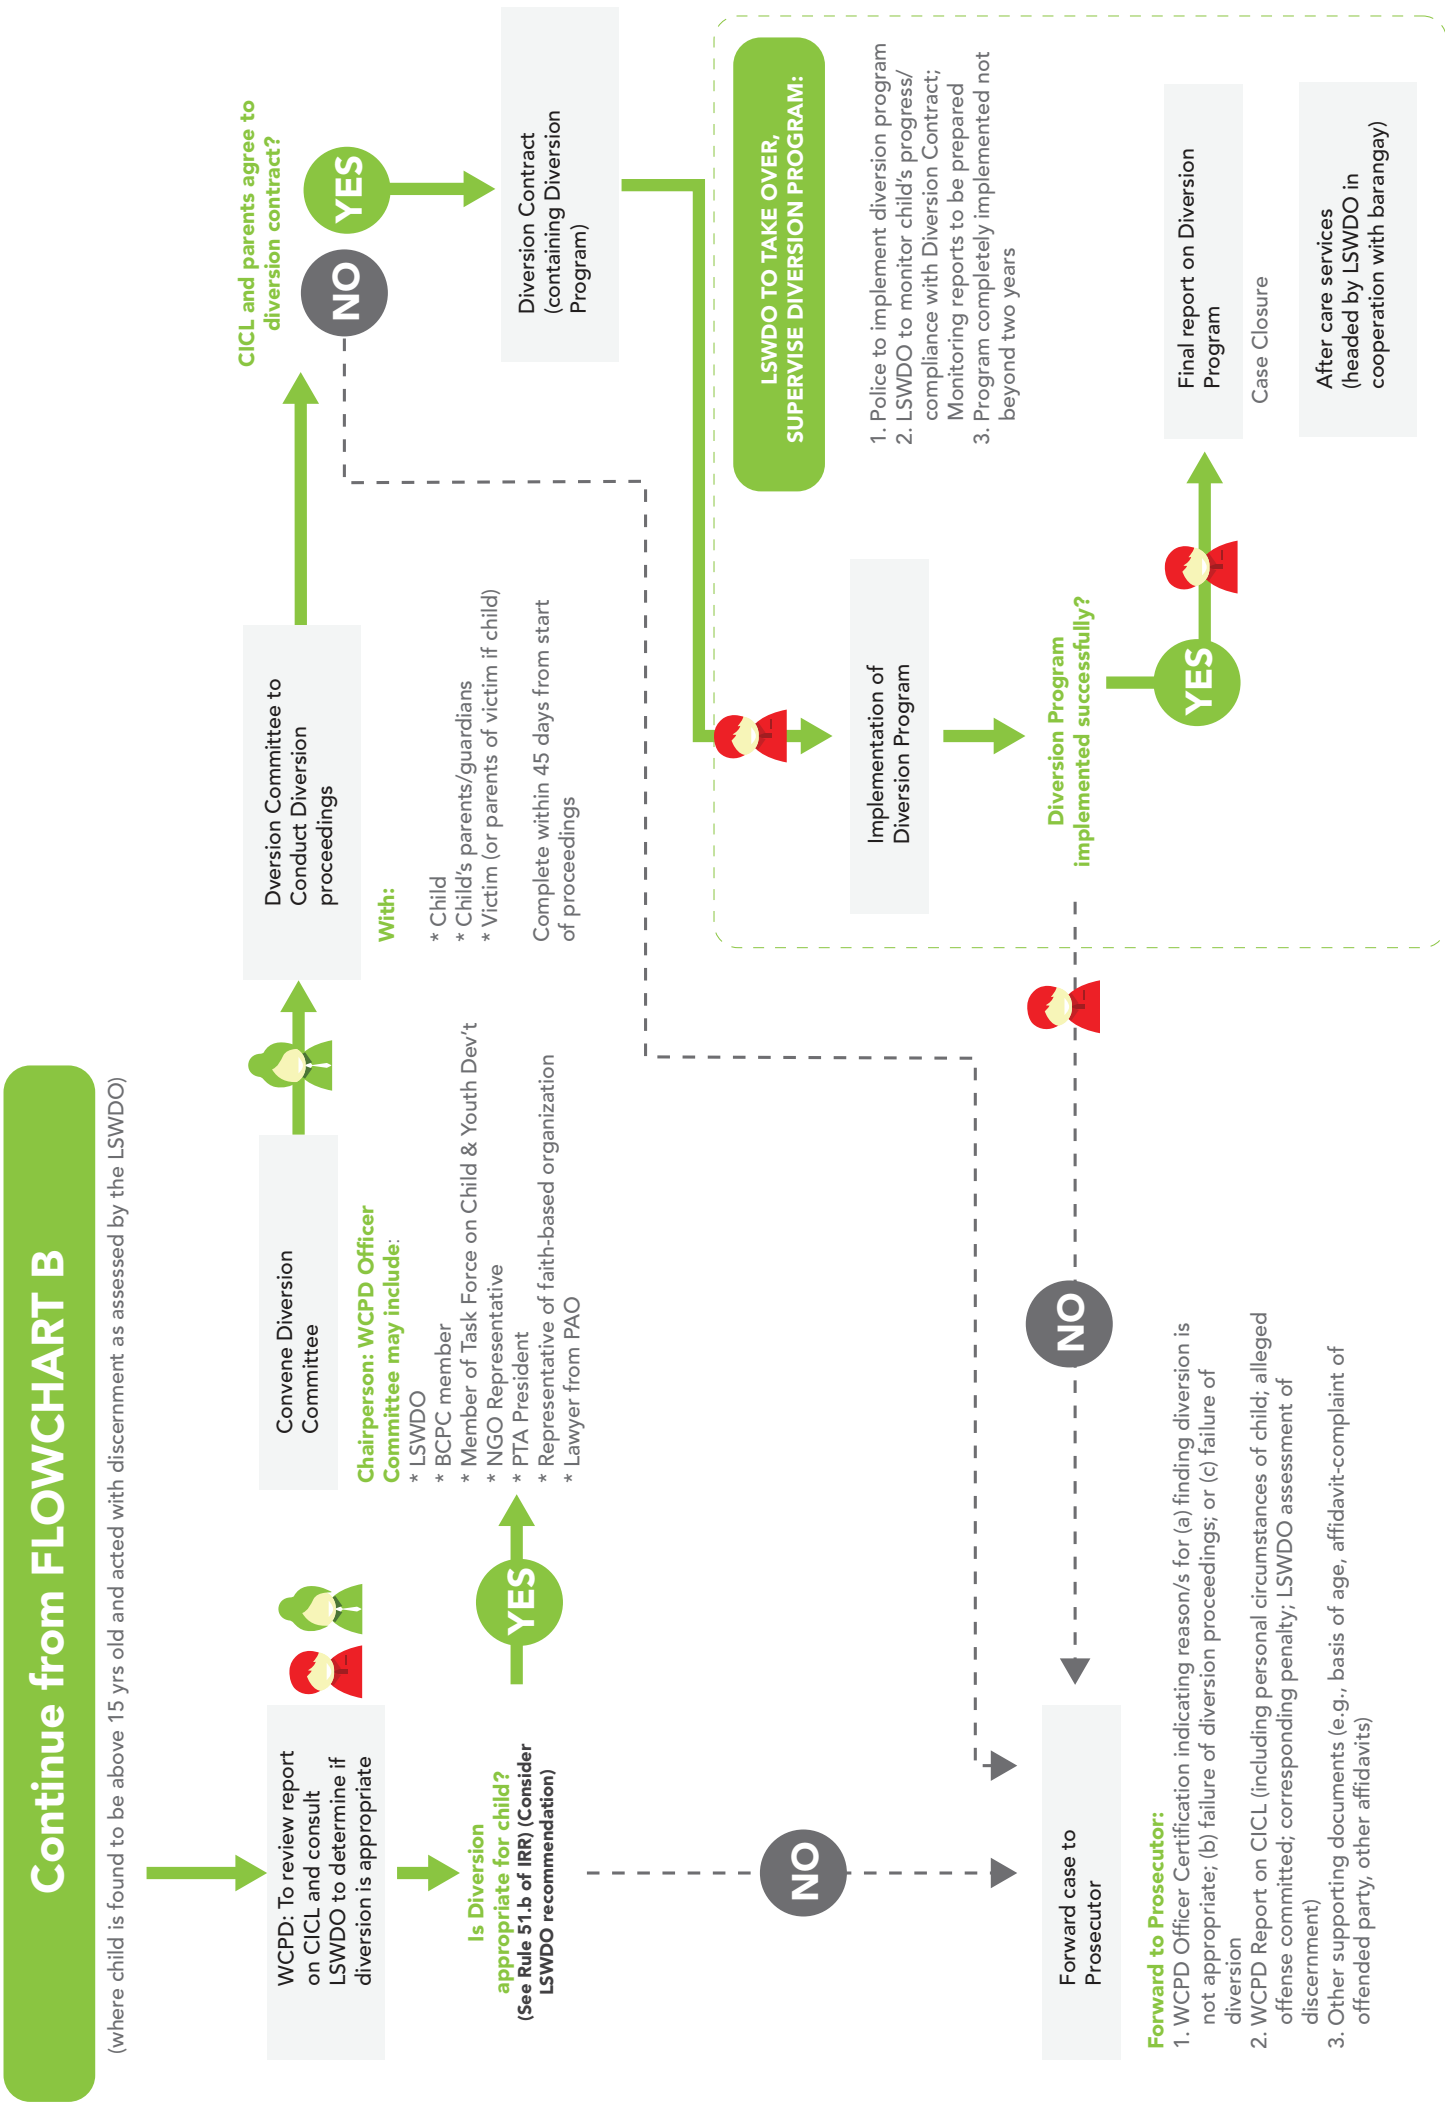 Continue from FLOWCHART B
(where child is found to be above 15 yrs old and acted with discernment as assessed by the LSWDO)
WCPD: To review report
on CICL and consult
LSWDO to determine if
diversion is appropriate
Is Diversion
appropriate for child?
(See Rule 51.b of IRR) (Consider
LSWDO recommendation)
YES
NO
Convene Diversion
Committee
Chairperson: WCPD Officer
Committee may include:
* LSWDO
* BCPC member
* Member of Task Force on Child & Youth Dev't
* NGO Representative
* PTA President
* Representative of faith-based organization
* Lawyer from PAO
Dversion Committee to
Conduct Diversion
proceedings
With:
* Child
* Child's parents/guardians
* Victim (or parents of victim if child)
Complete within 45 days from start
of proceedings
CICL and parents agree to
diversion contract?
NO
YES
Diversion Contract
(containing Diversion
Program)
LSWDO TO TAKE OVER,
SUPERVISE DIVERSION PROGRAM:
1. Police to implement diversion program
2. LSWDO to monitor child's progress/
compliance with Diversion Contract;
Monitoring reports to be prepared
3. Program completely implemented not
beyond two years
Implementation of
Diversion Program
Diversion Program
implemented successfully?
YES
NO
Final report on Diversion
Program
Case Closure
After care services
(headed by LSWDO in
cooperation with barangay)
Forward case to
Prosecutor
Forward to Prosecutor:
1. WCPD Officer Certification indicating reason/s for (a) finding diversion is
not appropriate; (b) failure of diversion proceedings; or (c) failure of
diversion
2. WCPD Report on CICL (including personal circumstances of child; alleged
offense committed; corresponding penalty; LSWDO assessment of
discernment)
3. Other supporting documents (e.g., basis of age, affidavit-complaint of
offended party, other affidavits)